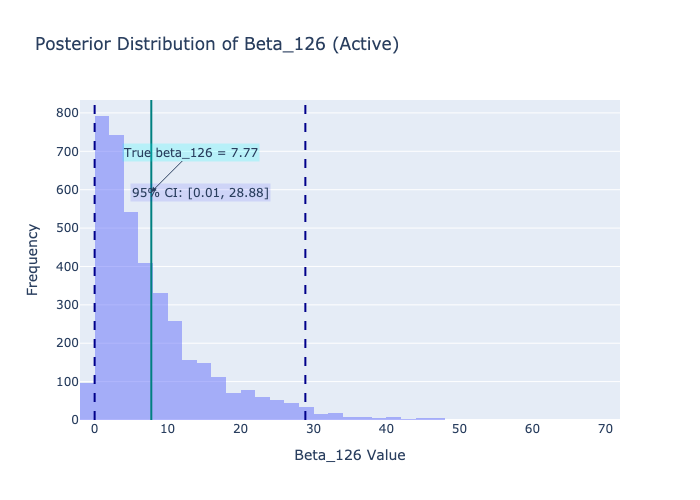 Posterior Distribution of Beta_126 (Active)
800
700
600
500
400
300
200
100
0
Frequency
True beta_126 = 7.77
95% CI: [0.01, 28.88]
0 10 20 30 40 50 60 70
Beta_126 Value